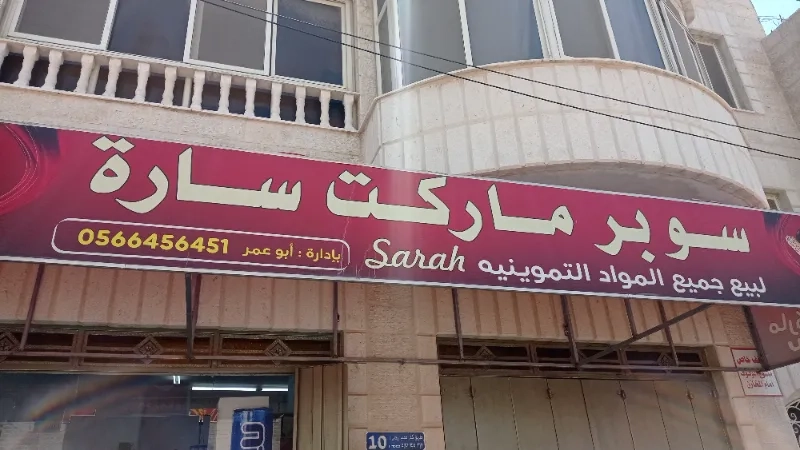 سوبر ماركت سارة
لبيع جميع المواد التموينيه Sarah
بإدارة : أبو عمر 0566456451
10